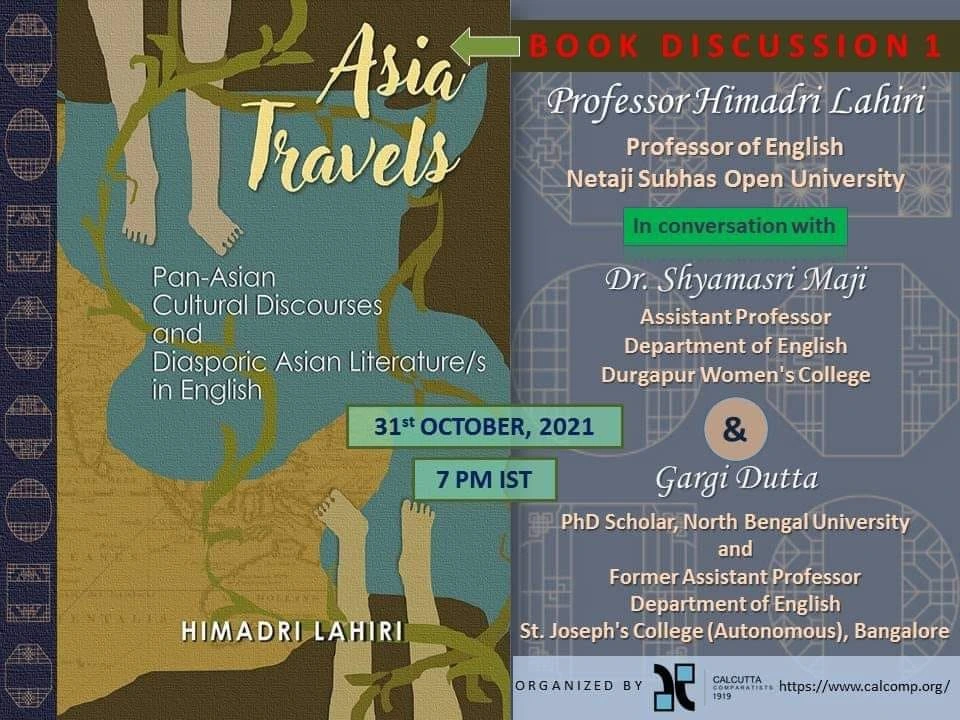 Asia
Travels
Pan-Asian
Cultural Discourses
and
Diasporic Asian Literature/s
in English
HIMADRI LAHIRI
BOOK DISCUSSION 1
Professor Himadri Lahiri
Professor of English
Netaji Subhas Open University
In conversation with
Dr. Shyamasri Maji
Assistant Professor
Department of English
Durgapur Women's College
&
Gargi Dutta
PhD Scholar, North Bengal University
and
Former Assistant Professor
Department of English
St. Joseph's College (Autonomous), Bangalore
31st OCTOBER, 2021
7 PM IST
ORGANIZED BY
CALCUTTA
COMPARATISTS
1919
https://www.calcomp.org/